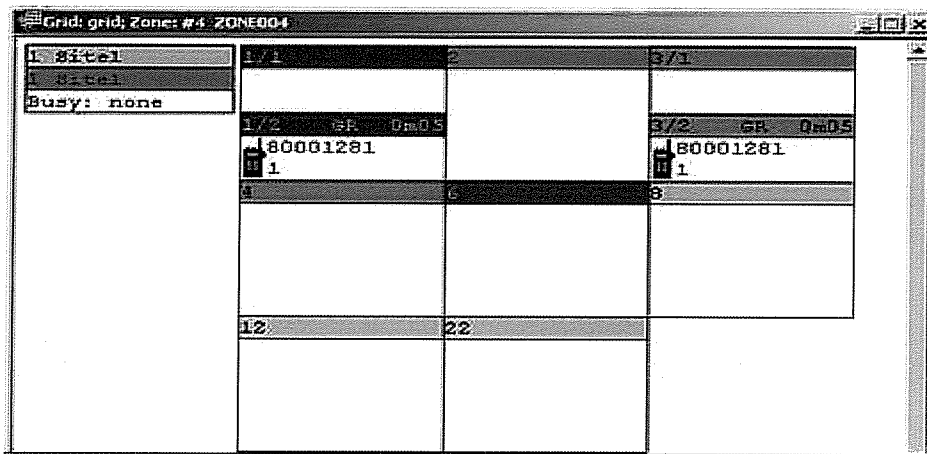 Grid: grid; Zone: #4 ZONE004
1 Site1
1 Site1
Busy: none
1/1
2
3/1
1/2 GR 0m05
80001281
1
3/2 GR 0m05
80001281
1
4
6
8
12
22